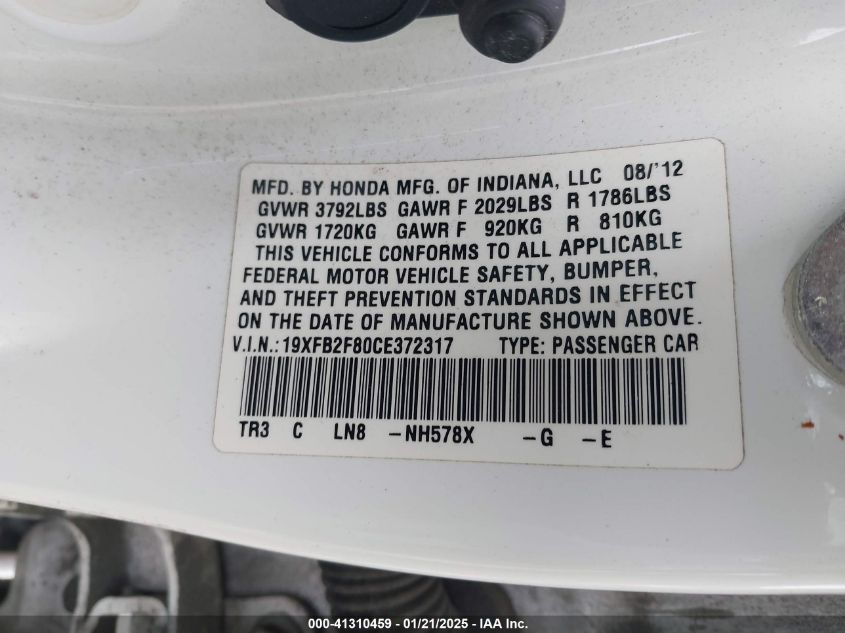 MFD. BY HONDA MFG. OF INDIANA, LLC 08/'12
GVWR 3792LBS GAWR F 2029LBS R 1786LBS
GVWR 1720KG GAWR F 920KG R 810KG
THIS VEHICLE CONFORMS TO ALL APPLICABLE
FEDERAL MOTOR VEHICLE SAFETY, BUMPER,
AND THEFT PREVENTION STANDARDS IN EFFECT
ON THE DATE OF MANUFACTURE SHOWN ABOVE.
V.I.N.:19XFB2F80CE372317 TYPE: PASSENGER CAR
TR3 C LN8 -NH578X -G -E
000-41310459 - 01/21/2025 - IAA Inc.